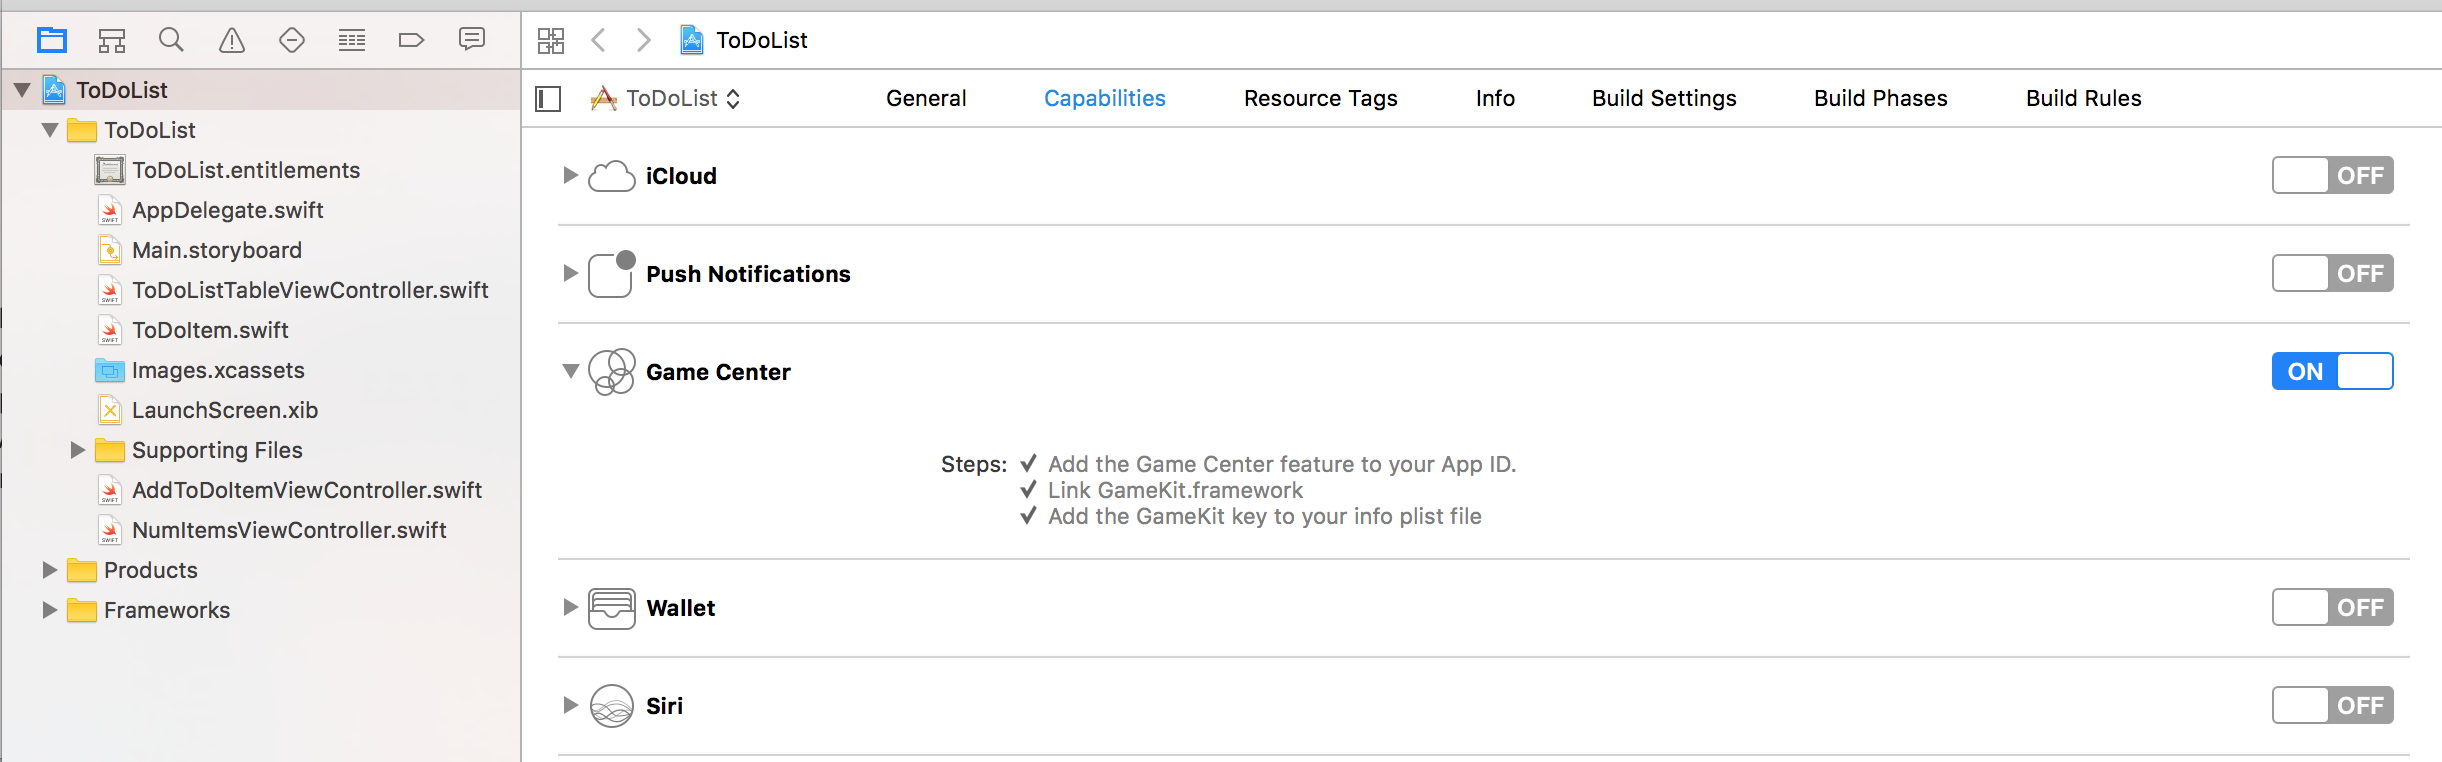 ToDoList
ToDoList
ToDoList.entitlements
AppDelegate.swift
Main.storyboard
ToDoListTableViewController.swift
ToDoItem.swift
Images.xcassets
LaunchScreen.xib
Supporting Files
AddToDoItemViewController.swift
NumItemsViewController.swift
Products
Frameworks
ToDoList
ToDoList General Capabilities Resource Tags Info Build Settings Build Phases Build Rules
iCloud OFF
Push Notifications OFF
Game Center ON
Steps: ✓ Add the Game Center feature to your App ID.
✓ Link GameKit.framework
✓ Add the GameKit key to your info plist file
Wallet OFF
Siri OFF